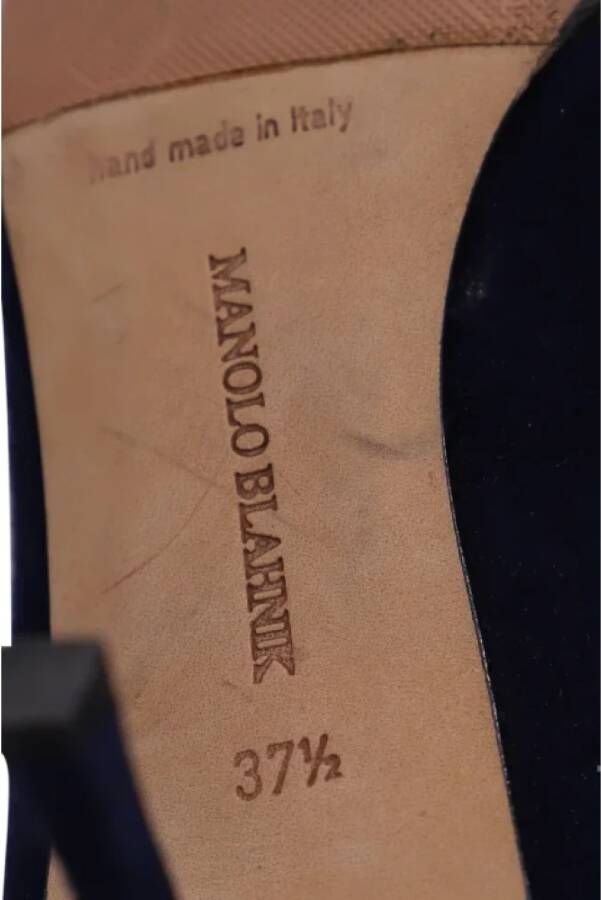 hand made in Italy
MANOLO BLAHNIK
37½